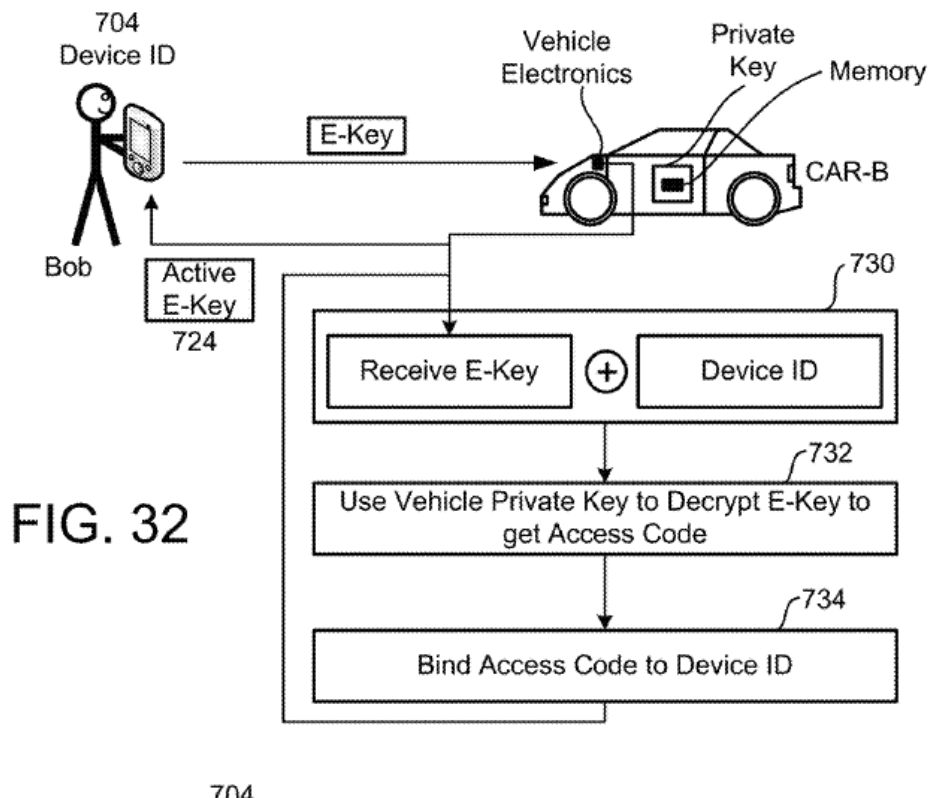 704
Device ID
Vehicle
Electronics
Private
Key
Memory
E-Key
CAR-B
Bob
Active
E-Key
724
730
Receive E-Key
+
Device ID
732
Use Vehicle Private Key to Decrypt E-Key to
get Access Code
FIG. 32
734
Bind Access Code to Device ID
704